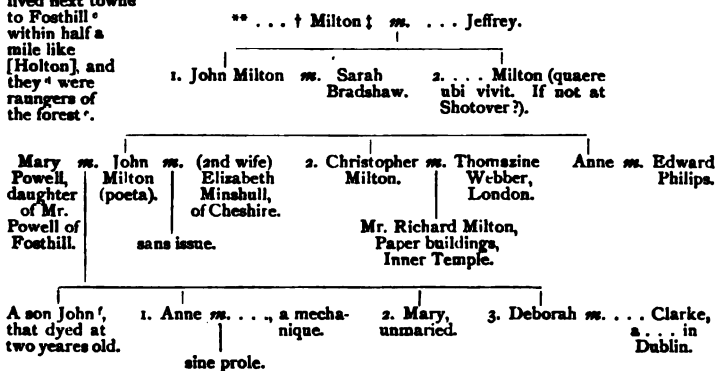 lived next towne
to Fosthill e
within half a
mile like
[Holton], and
they d were
raungers of
the forest e.
** . . . † Milton ‡ m. . . . Jeffrey.
1. John Milton m. Sarah Bradshaw.
2. . . . Milton (quaere
ubi vivit. If not at
Shotover?).
Mary
Powell,
daughter
of Mr.
Powell of
Fosthill.
m. John
Milton
(poeta).
m. (2nd wife)
Elizabeth
Minshull,
of Cheshire.
sans issue.
2. Christopher
Milton.
m. Thomazine
Webber,
London.
Mr. Richard Milton,
Paper buildings,
Inner Temple.
Anne m. Edward
Philips.
A son John f,
that dyed at
two yeares old.
1. Anne m. . . ., a mecha-
nique.
sine prole.
2. Mary,
unmaried.
3. Deborah m. . . . Clarke,
a . . . in
Dublin.